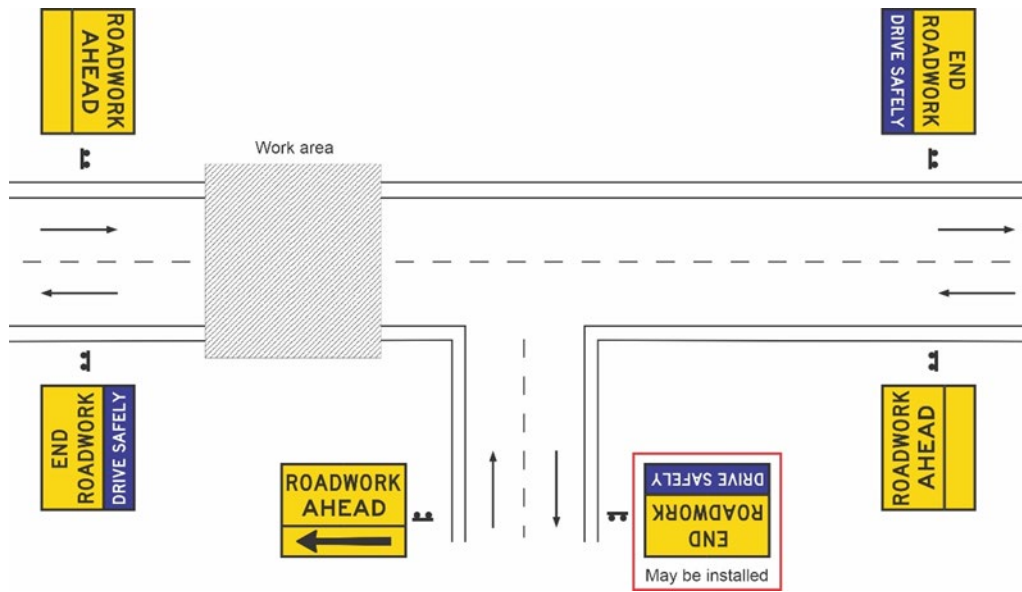 ROADWORK
AHEAD
END
ROADWORK
DRIVE SAFELY
Work area
END
ROADWORK
DRIVE SAFELY
ROADWORK
AHEAD
ROADWORK
AHEAD
END
ROADWORK
DRIVE SAFELY
May be installed